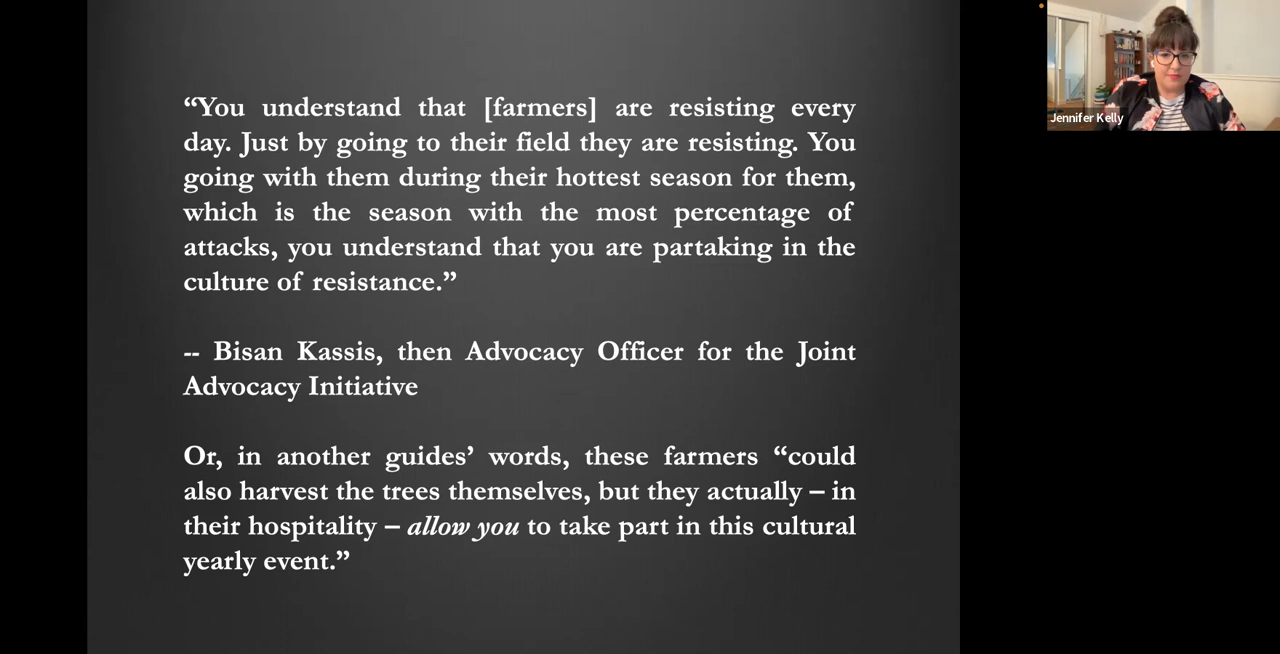 “You understand that [farmers] are resisting every
day. Just by going to their field they are resisting. You
going with them during their hottest season for them,
which is the season with the most percentage of
attacks, you understand that you are partaking in the
culture of resistance.”
-- Bisan Kassis, then Advocacy Officer for the Joint
Advocacy Initiative
Or, in another guides’ words, these farmers “could
also harvest the trees themselves, but they actually – in
their hospitality – allow you to take part in this cultural
yearly event.”
Jennifer Kelly